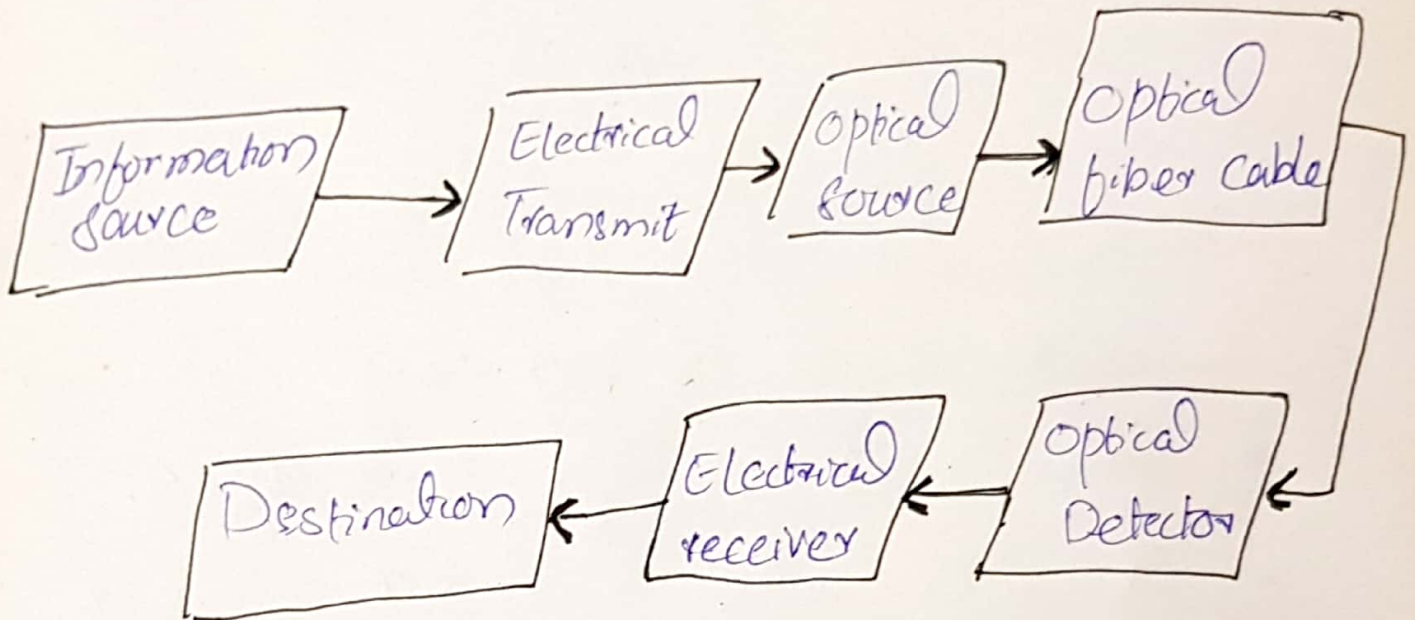 Information
source
Electrical
Transmit
Optical
source
Optical
fiber Cable
Optical
Detector
Electrical
receiver
Destination